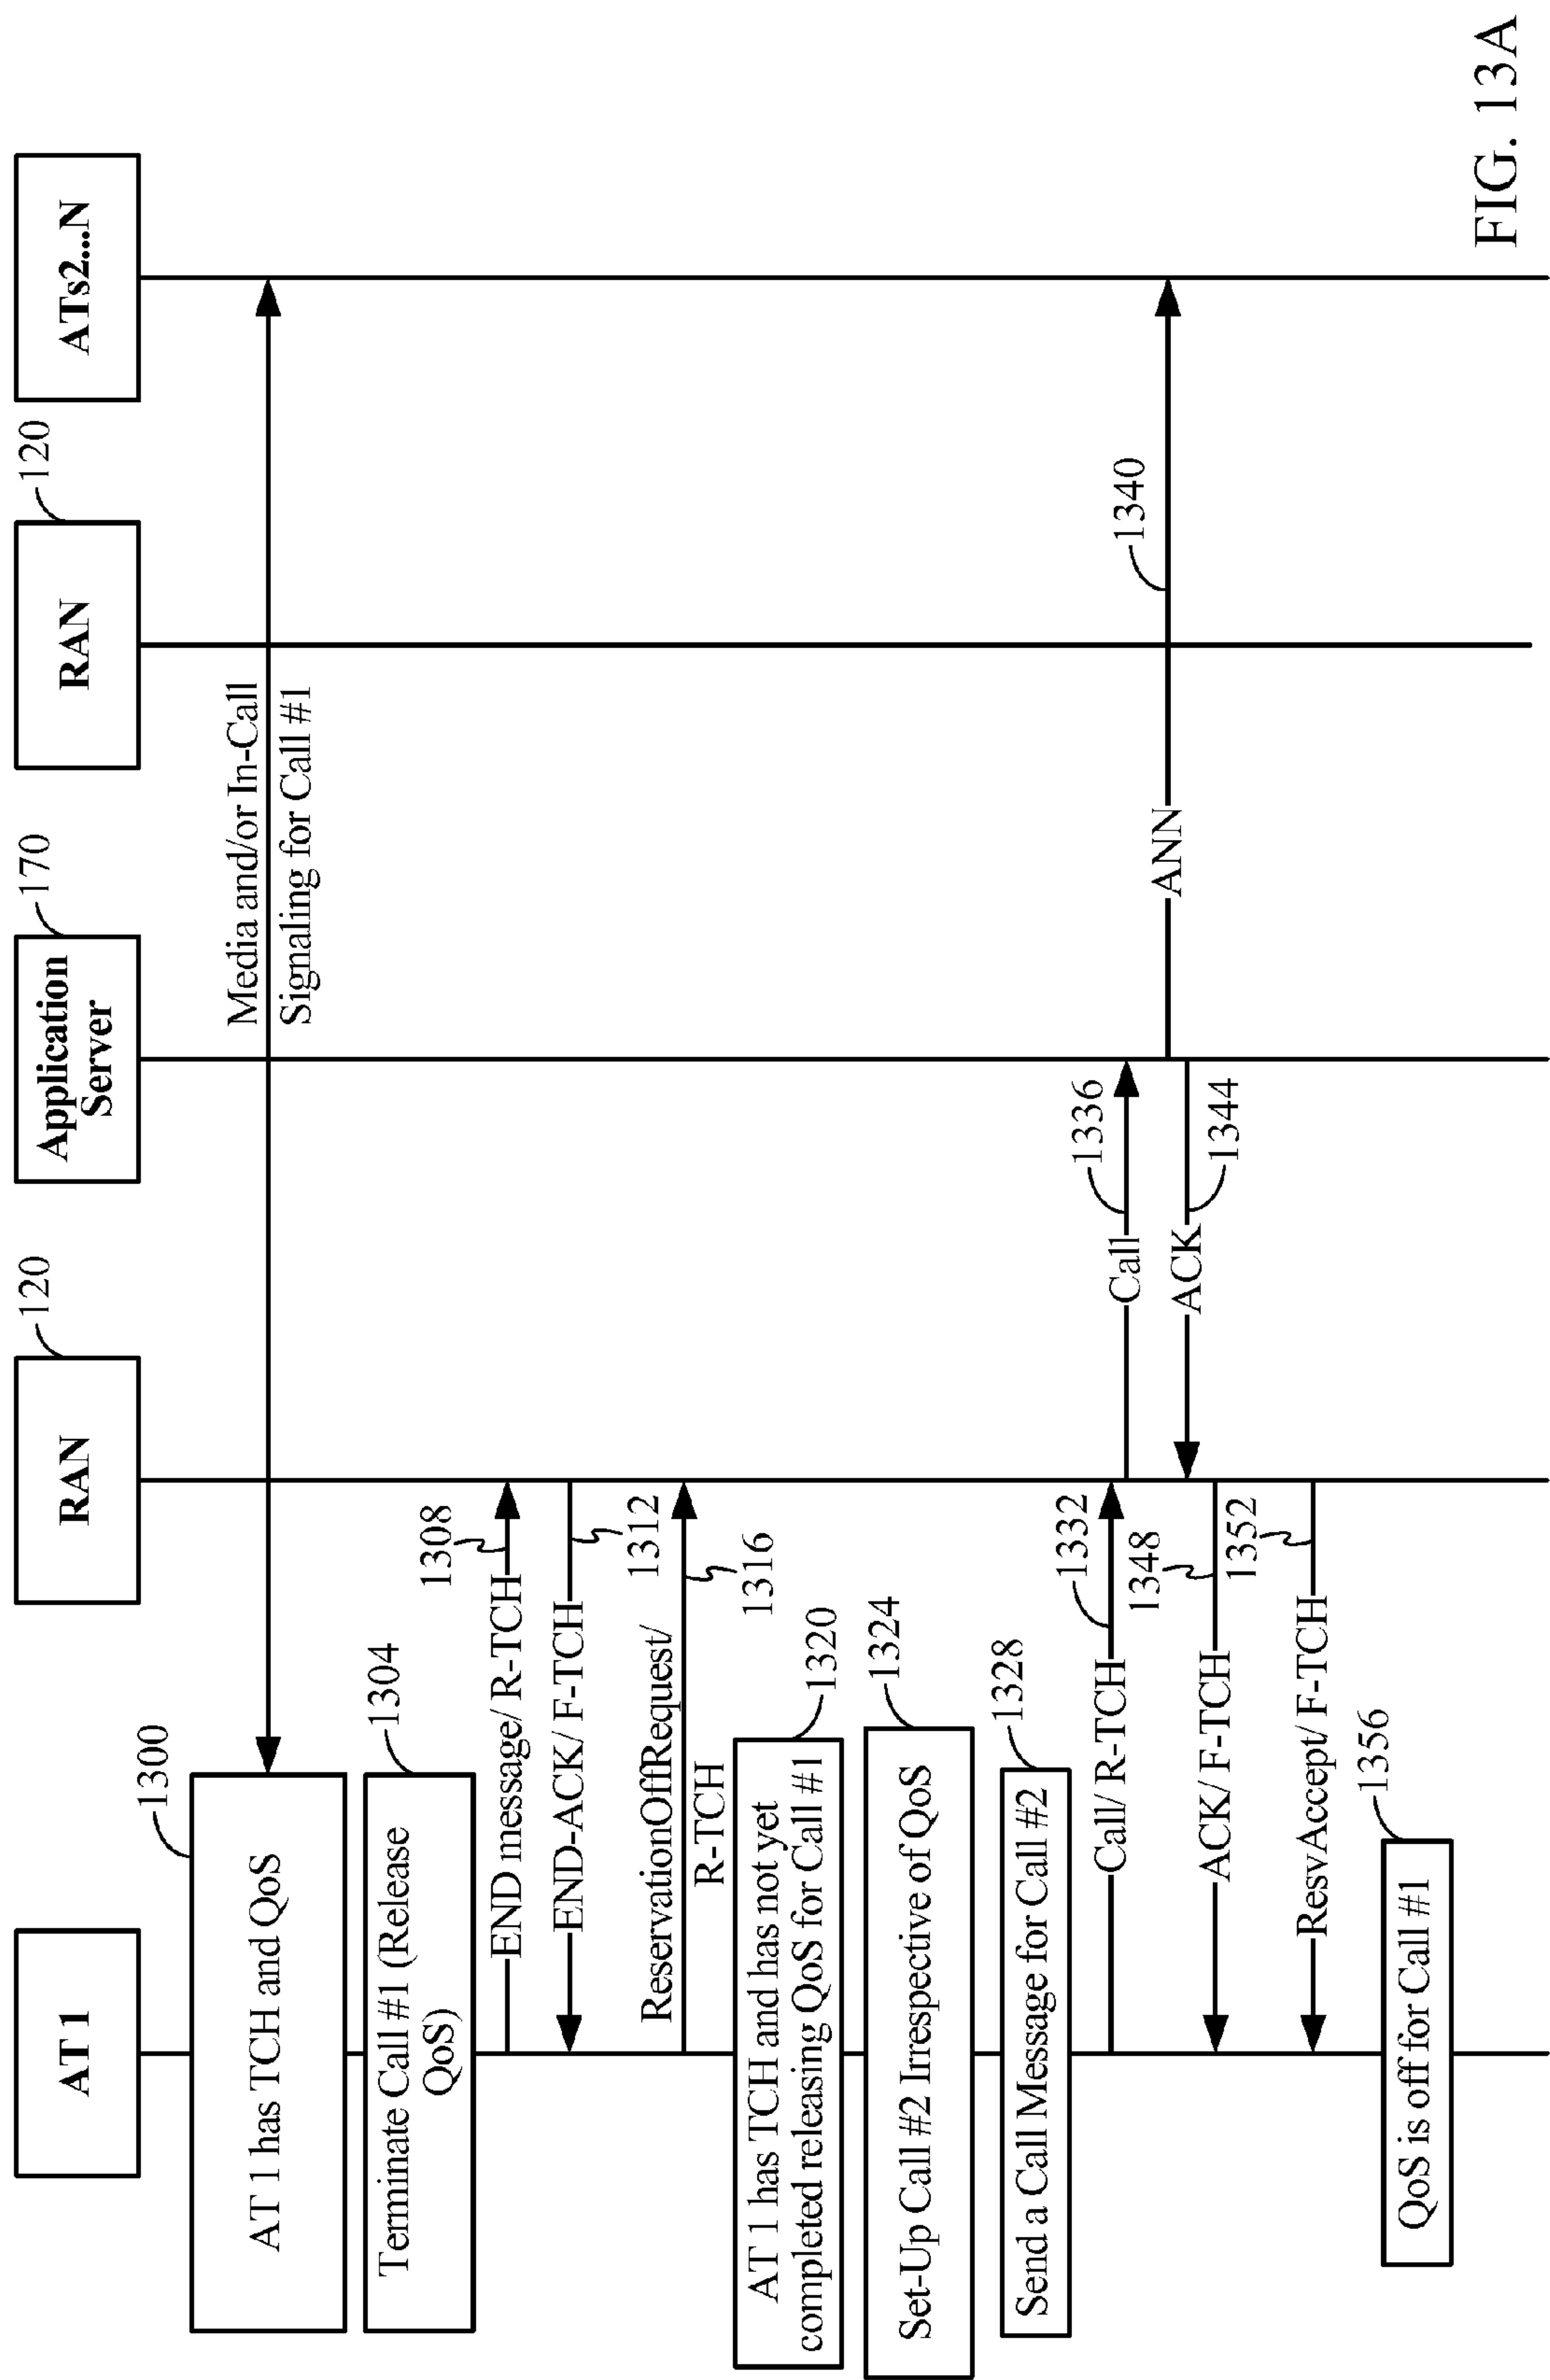 AT 1
RAN
120
Application
Server
170
RAN
120
ATs2...N
AT 1 has TCH and QoS
1300
Media and/or In-Call
Signaling for Call #1
Terminate Call #1 (Release
QoS)
1304
END message/ R-TCH
1308
END-ACK/ F-TCH
1312
ReservationOffRequest/
R-TCH
1316
AT 1 has TCH and has not yet
completed releasing QoS for Call #1
1320
Set-Up Call #2 Irrespective of QoS
1324
Send a Call Message for Call #2
1328
Call/ R-TCH
1332
Call
1336
ANN
1340
ACK
1344
ACK/ F-TCH
1348
ResvAccept/ F-TCH
1352
QoS is off for Call #1
1356
FIG. 13A